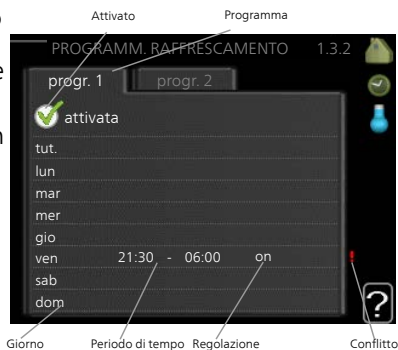 Attivato Programma
PROGRAMM. RAFFRESCAMENTO 1.3.2
progr. 1 progr. 2
attivata
tut.
lun
mar
mer
gio
ven 21:30 - 06:00 on
sab
dom
?
Giorno Periodo di tempo Regolazione Conflitto